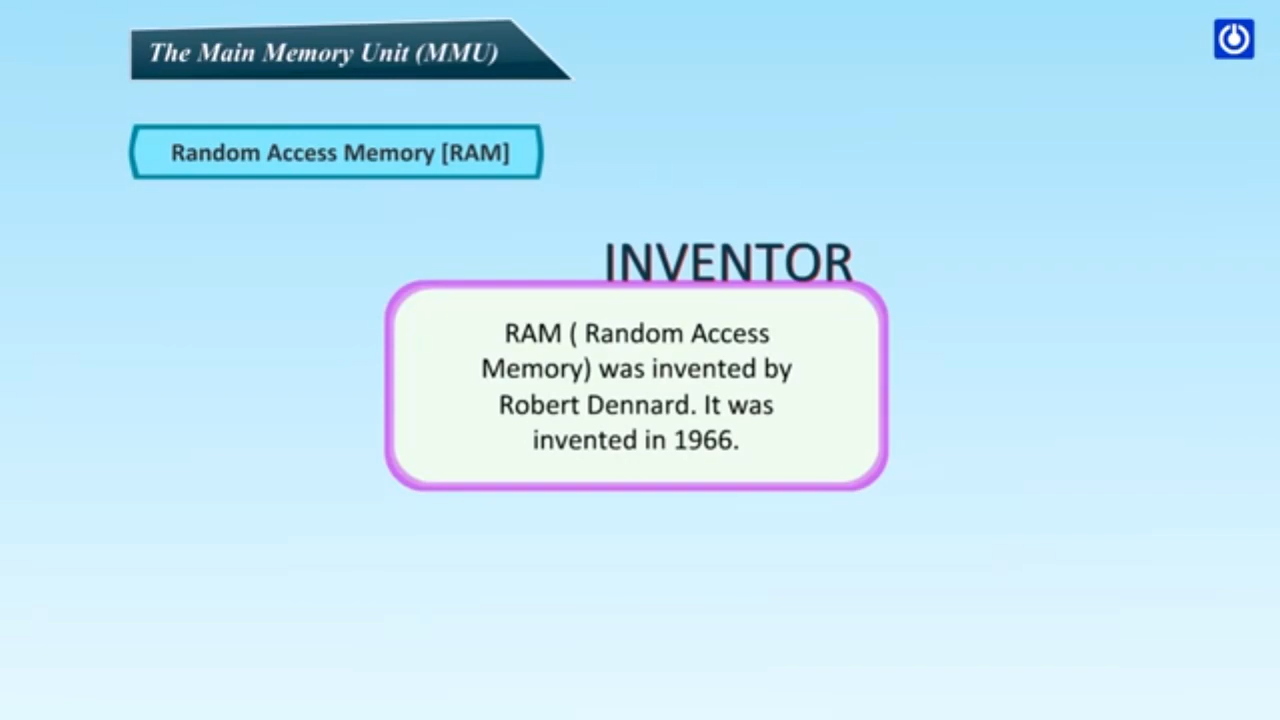 The Main Memory Unit (MMU)
Random Access Memory [RAM]
INVENTOR
RAM ( Random Access
Memory) was invented by
Robert Dennard. It was
invented in 1966.